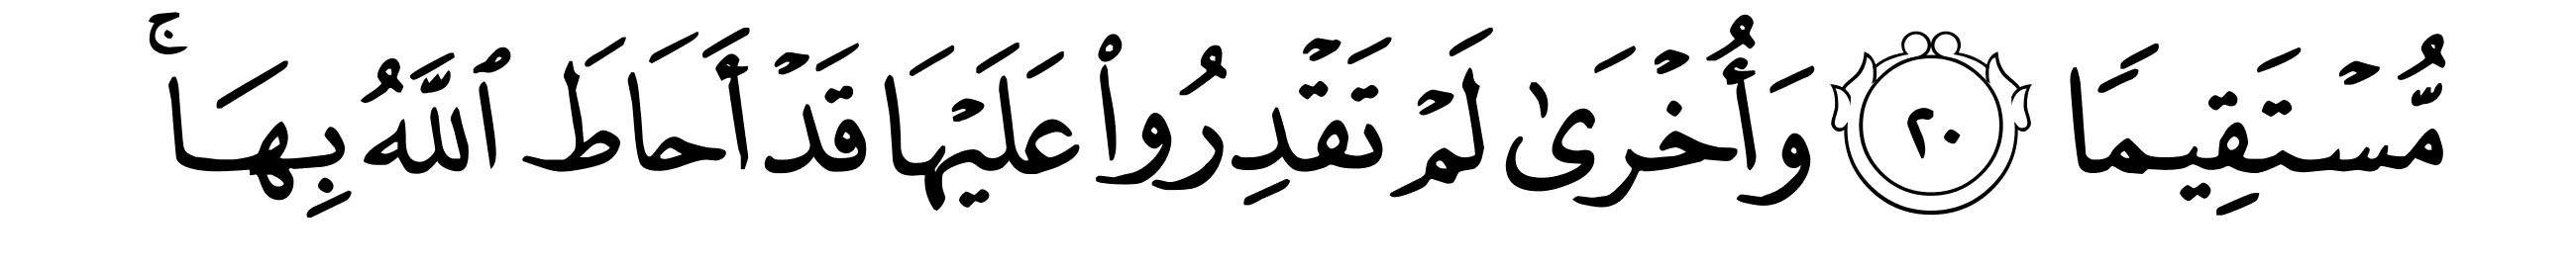 مُّسۡتَقِيمٗا ٢٠ وَأُخۡرَىٰ لَمۡ تَقۡدِرُواْ عَلَيۡهَا قَدۡ أَحَاطَ ٱللَّهُ بِهَاۚ